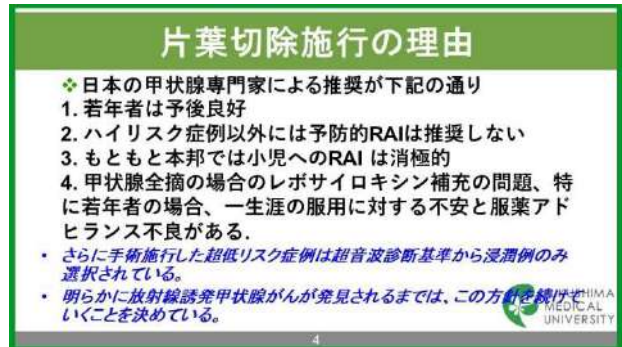 片葉切除施行の理由
❖日本の甲状腺専門家による推奨が下記の通り
1. 若年者は予後良好
2. ハイリスク症例以外には予防的RAIは推奨しない
3. もともと本邦では小児へのRAI は消極的
4. 甲状腺全摘の場合のレボサイロキシン補充の問題、特
に若年者の場合、一生涯の服用に対する不安と服薬アド
ヒランス不良がある.
• さらに手術施行した超低リスク症例は超音波診断基準から浸潤例のみ
選択されている。
• 明らかに放射線誘発甲状腺がんが発見されるまでは、この方針を続けて
いくことを決めている。
FUKUSHIMA
MEDICAL
UNIVERSITY
4